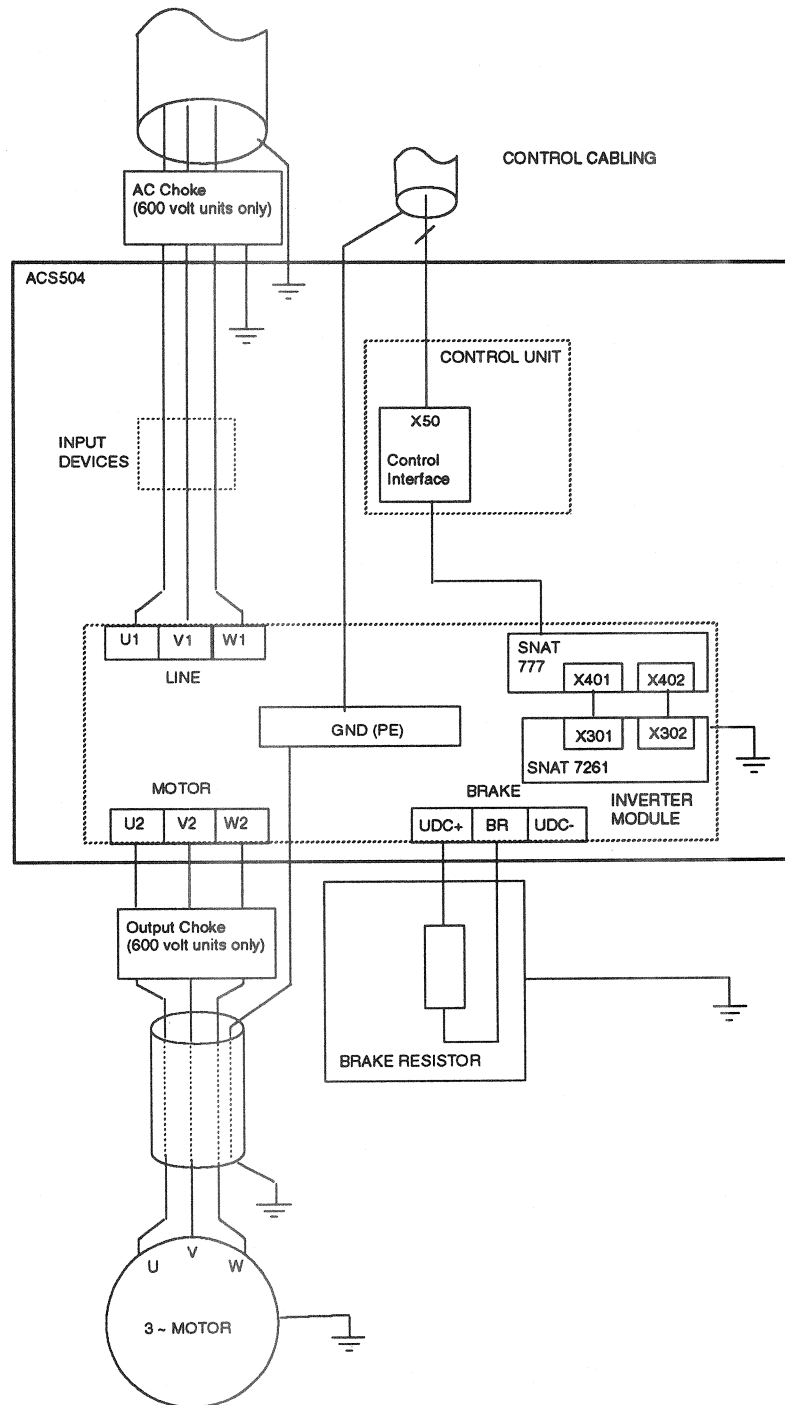 CONTROL CABLING
AC Choke
(600 volt units only)
ACS504
CONTROL UNIT
X50
Control
Interface
INPUT
DEVICES
U1 V1 W1
LINE
SNAT
777
X401 X402
X301 X302
SNAT 7261
GND (PE)
MOTOR
U2 V2 W2
BRAKE
UDC+ BR UDC-
INVERTER
MODULE
Output Choke
(600 volt units only)
BRAKE RESISTOR
U V W
3 ~ MOTOR